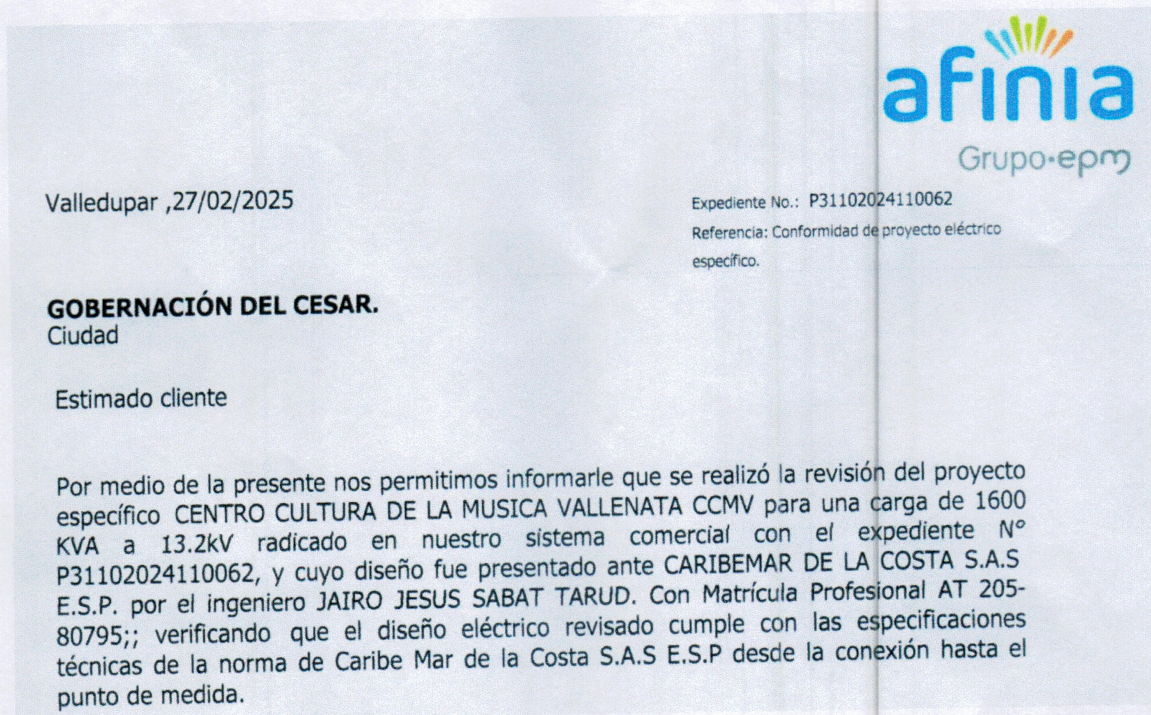 afinia
Grupo·epm
Valledupar ,27/02/2025
Expediente No.: P31102024110062
Referencia: Conformidad de proyecto eléctrico
específico.
GOBERNACIÓN DEL CESAR.
Ciudad
Estimado cliente
Por medio de la presente nos permitimos informarle que se realizó la revisión del proyecto
específico CENTRO CULTURA DE LA MUSICA VALLENATA CCMV para una carga de 1600
KVA a 13.2kV radicado en nuestro sistema comercial con el expediente N°
P31102024110062, y cuyo diseño fue presentado ante CARIBEMAR DE LA COSTA S.A.S
E.S.P. por el ingeniero JAIRO JESUS SABAT TARUD. Con Matrícula Profesional AT 205-
80795;; verificando que el diseño eléctrico revisado cumple con las especificaciones
técnicas de la norma de Caribe Mar de la Costa S.A.S E.S.P desde la conexión hasta el
punto de medida.